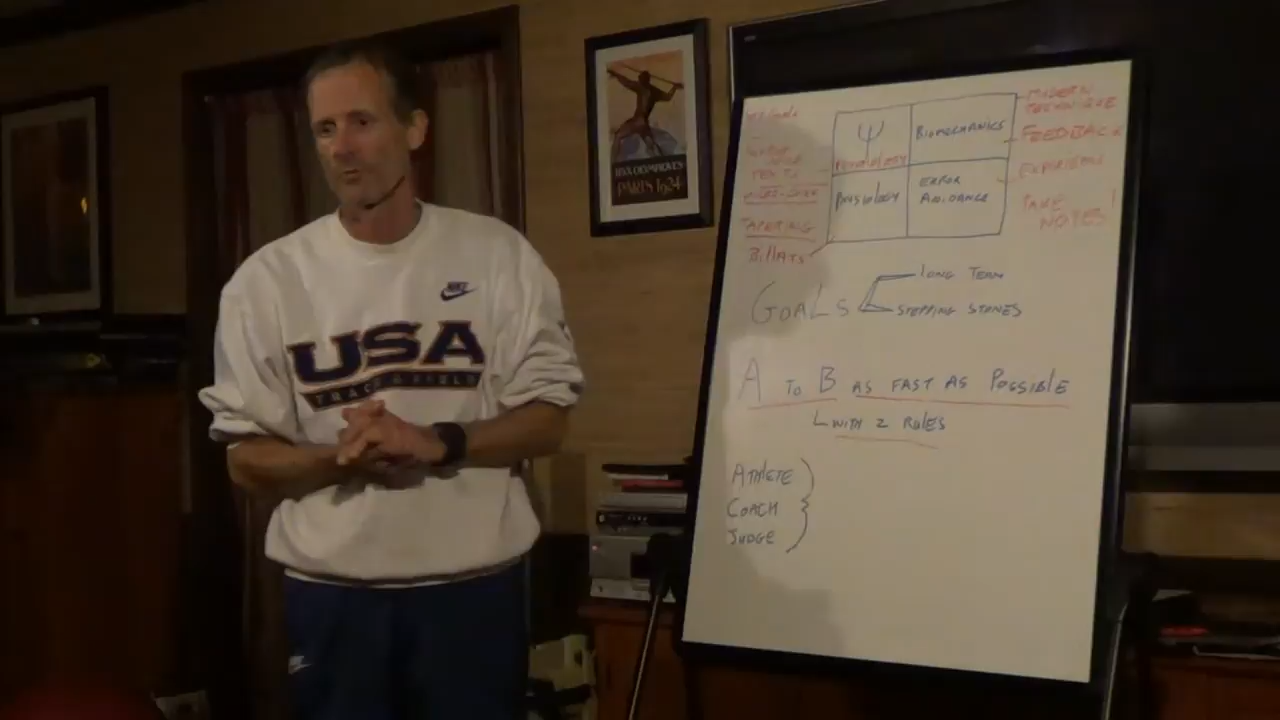 NIKE
USA
TRACK & FIELD
JEUX OLYMPIQUES
PARIS 1924
Ψ
PSYCHOLOGY
BIOMECHANICS
PHYSIOLOGY
ERROR
AVOIDANCE
TAPERING
BILLATS
MODERN
TECHNIQUE
FEEDBACK
TAKE
NOTES!
GOALS
LONG TERM
STEPPING STONES
A TO B AS FAST AS POSSIBLE
WITH 2 RULES
ATHLETE
COACH
JUDGE